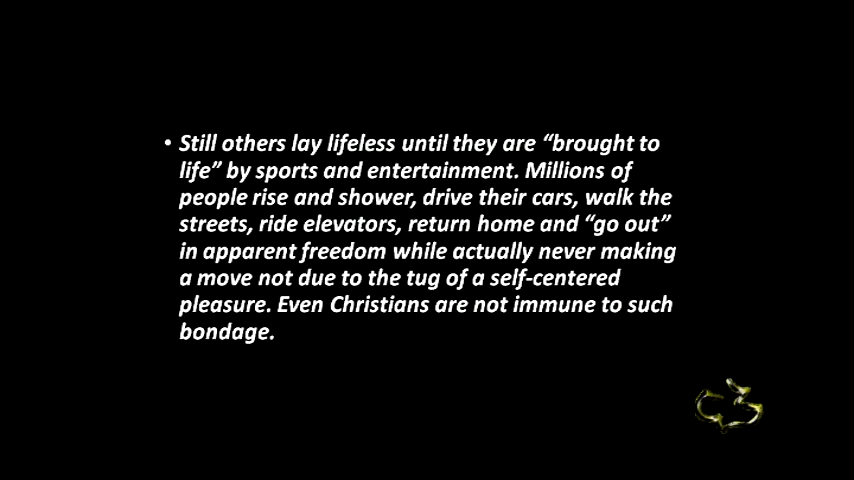 • Still others lay lifeless until they are “brought to
life” by sports and entertainment. Millions of
people rise and shower, drive their cars, walk the
streets, ride elevators, return home and “go out”
in apparent freedom while actually never making
a move not due to the tug of a self-centered
pleasure. Even Christians are not immune to such
bondage.
C3